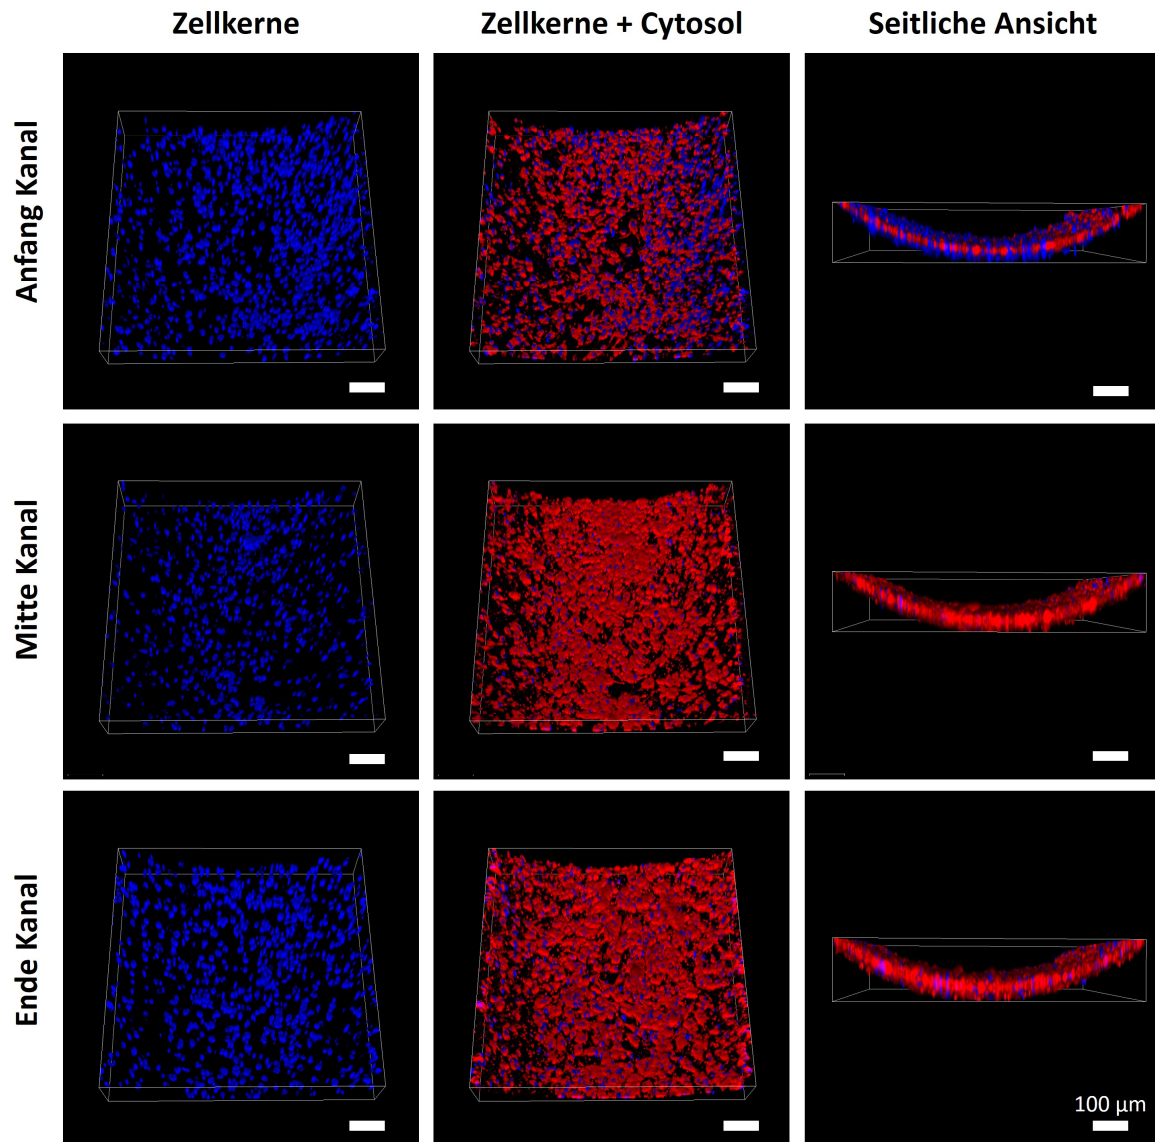 Zellkerne
Zellkerne + Cytosol
Seitliche Ansicht
Anfang Kanal
Mitte Kanal
Ende Kanal
100 µm